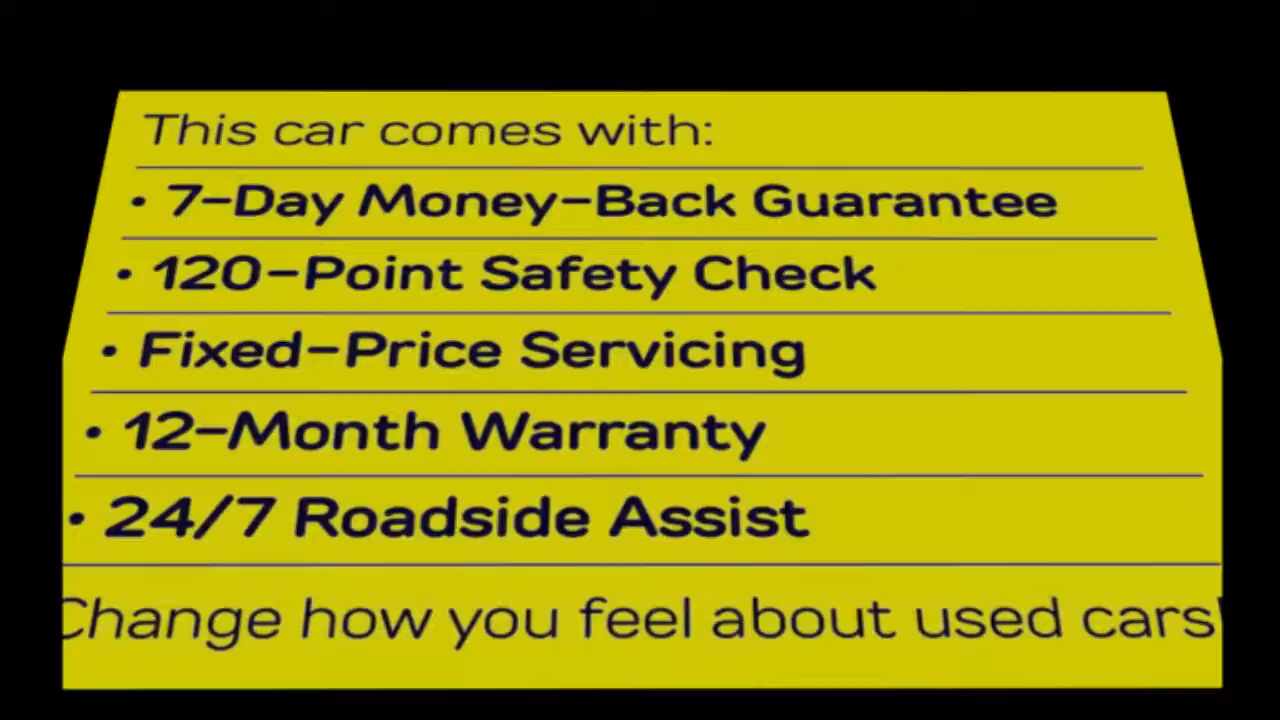 This car comes with:
• 7-Day Money-Back Guarantee
• 120-Point Safety Check
• Fixed-Price Servicing
• 12-Month Warranty
• 24/7 Roadside Assist
Change how you feel about used cars!